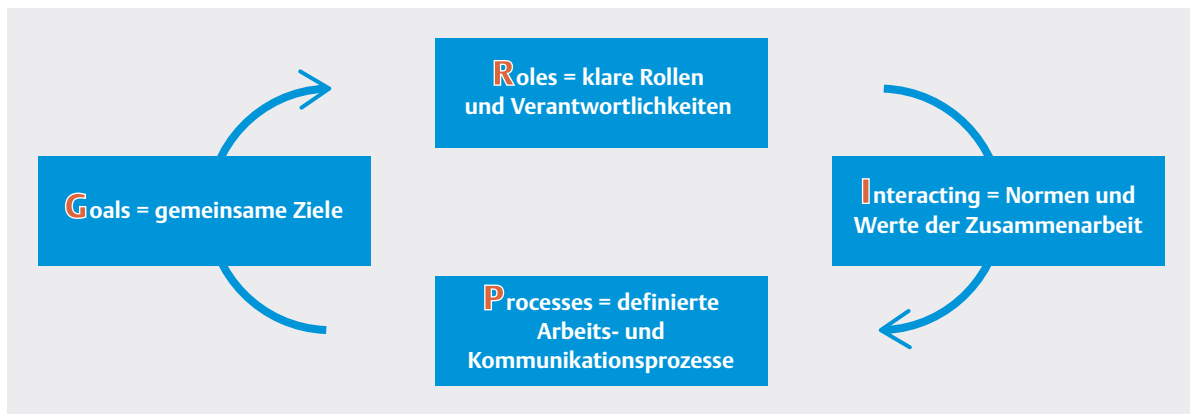 Roles = klare Rollen
und Verantwortlichkeiten
Goals = gemeinsame Ziele
Interacting = Normen und
Werte der Zusammenarbeit
Processes = definierte
Arbeits- und
Kommunikationsprozesse